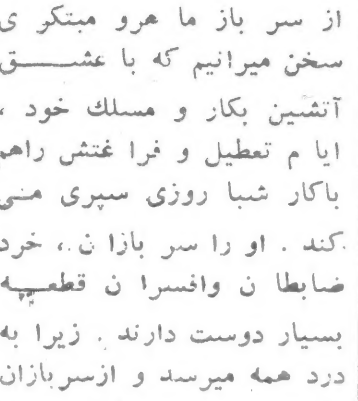 از سر باز ما هرو مبتکر ی
سخن میرانیم که با عشق
آتشین بکار و مسلك خود ،
ایا م تعطیل و فرا غتش راهم
باکار شبا روزی سپری منی
کند . او را سر بازا ن ، خرد
ضابطا ن وافسرا ن قطعه
بسیار دوست دارند . زیرا به
درد همه میرسد و ازسربازان